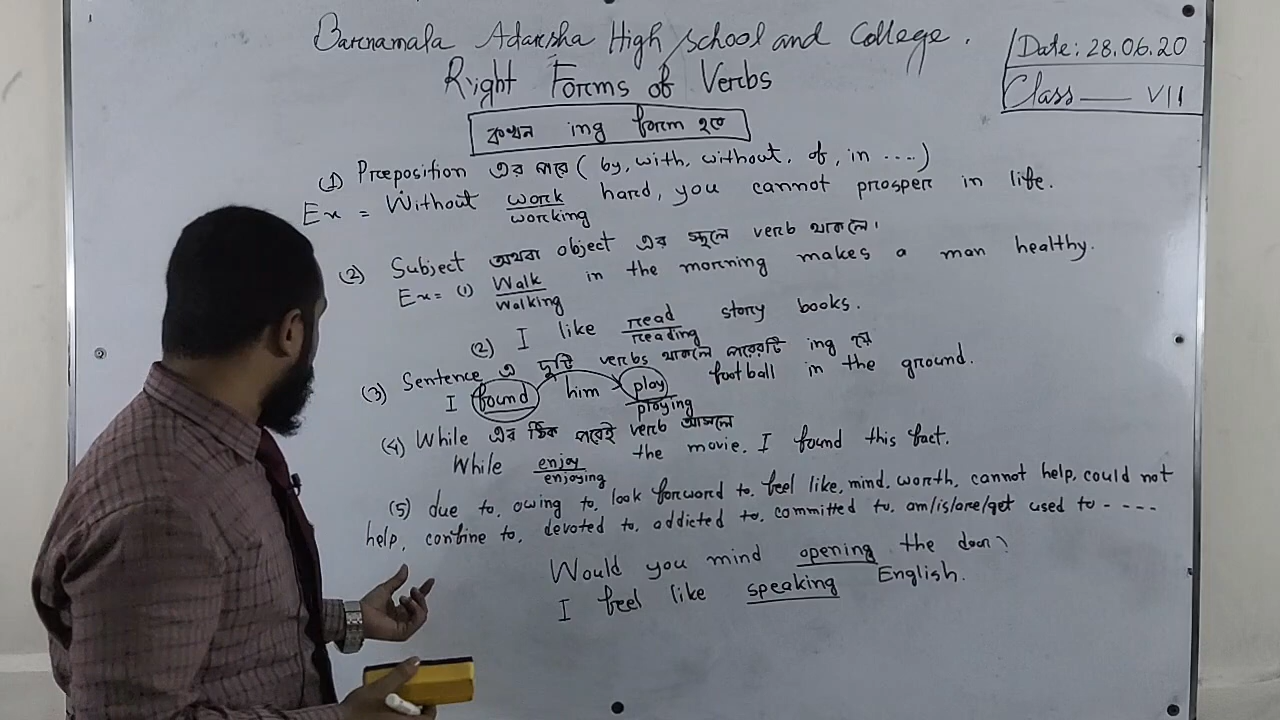 Barnamala Adarsha High School and College.
Right Forms of Verbs
Date: 28.06.20
Class — VII
কখন ing form হবে
(1) Preposition এর পরে ( by, with, without, of, in ....)
Ex = Without work hard, you cannot prosper in life.
working
(2) Subject অথবা object এর স্থলে verb থাকলে।
Ex = (1) Walk in the morning makes a man healthy.
Walking
(2) I like read story books.
reading
(3) Sentence এ দুটি verbs থাকলে পরেরটি ing হয়
I found him play football in the ground.
playing
(4) While এর ঠিক পরেই verb আসলে
While enjoy the movie. I found this fact.
enjoying
(5) due to, owing to, look forward to, feel like, mind, worth, cannot help, could not
help, confine to, devoted to, addicted to, committed to, am/is/are/get used to - - - -
Would you mind opening the door?
I feel like speaking English.